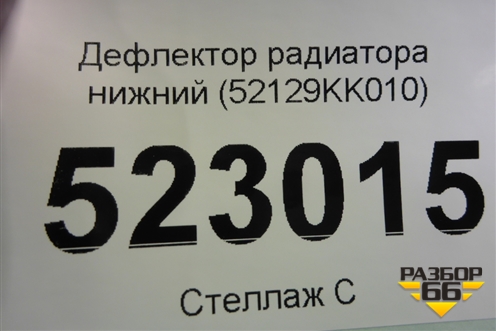 Дефлектор радиатора
нижний (52129KK010)
523015
Стеллаж С
РАЗБОР
66